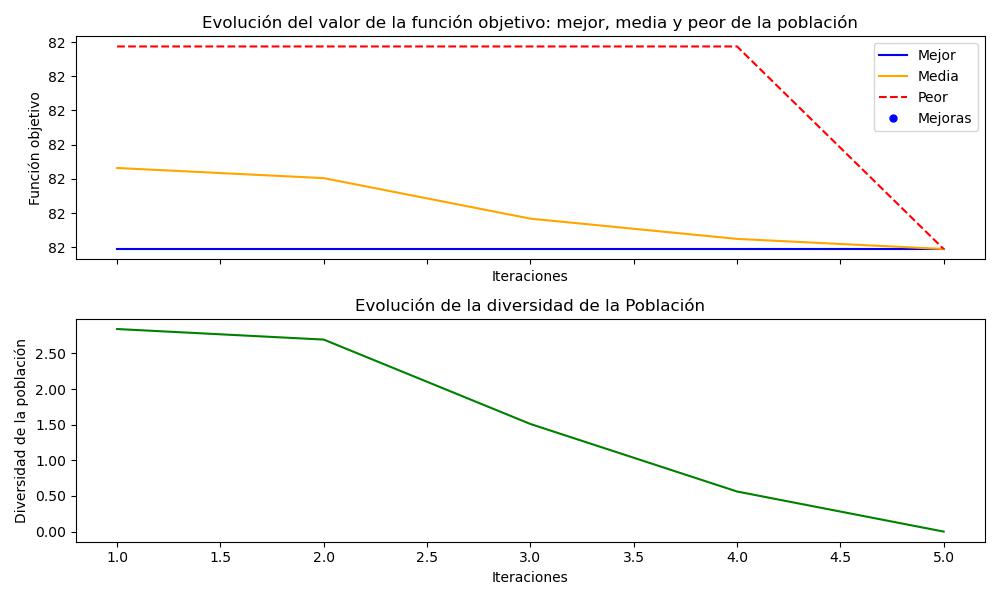 Evolución del valor de la función objetivo: mejor, media y peor de la población
Función objetivo
82
82
82
82
82
82
82
Mejor
Media
Peor
Mejoras
Iteraciones
Evolución de la diversidad de la Población
Diversidad de la población
2.50
2.00
1.50
1.00
0.50
0.00
1.0 1.5 2.0 2.5 3.0 3.5 4.0 4.5 5.0
Iteraciones